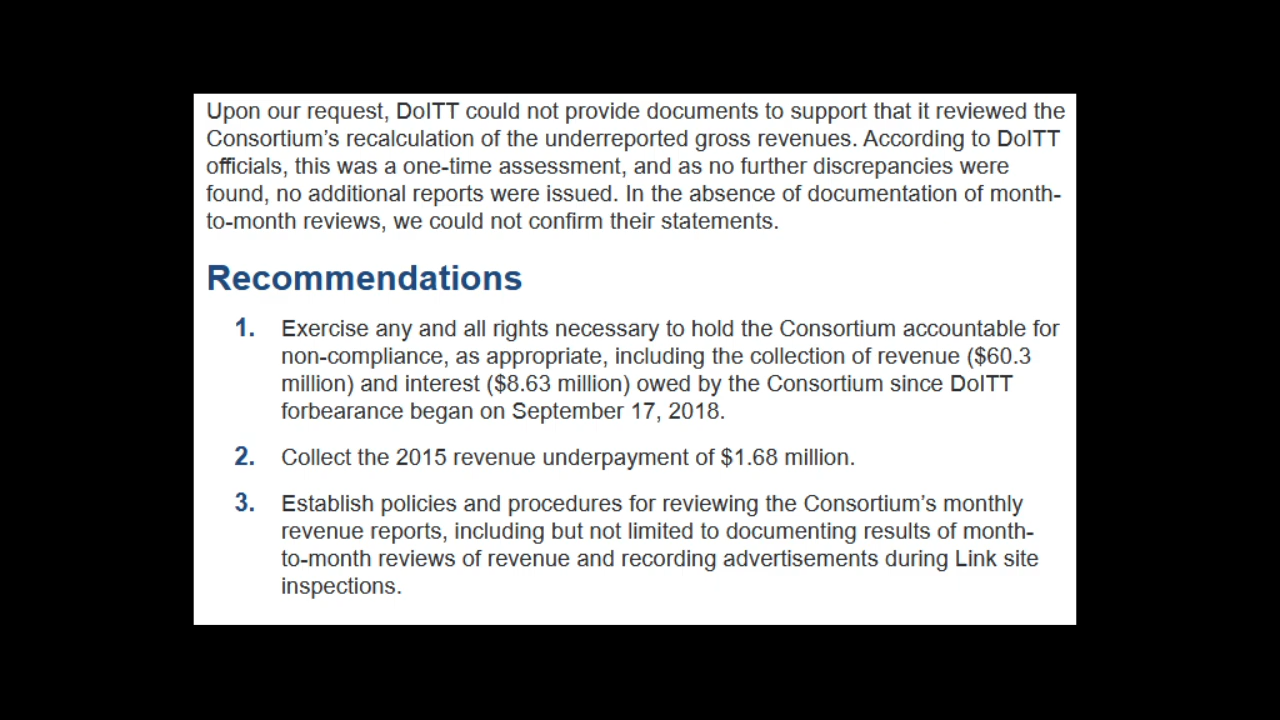 Upon our request, DoITT could not provide documents to support that it reviewed the
Consortium’s recalculation of the underreported gross revenues. According to DoITT
officials, this was a one-time assessment, and as no further discrepancies were
found, no additional reports were issued. In the absence of documentation of month-
to-month reviews, we could not confirm their statements.
Recommendations
1. Exercise any and all rights necessary to hold the Consortium accountable for
non-compliance, as appropriate, including the collection of revenue ($60.3
million) and interest ($8.63 million) owed by the Consortium since DoITT
forbearance began on September 17, 2018.
2. Collect the 2015 revenue underpayment of $1.68 million.
3. Establish policies and procedures for reviewing the Consortium’s monthly
revenue reports, including but not limited to documenting results of month-
to-month reviews of revenue and recording advertisements during Link site
inspections.